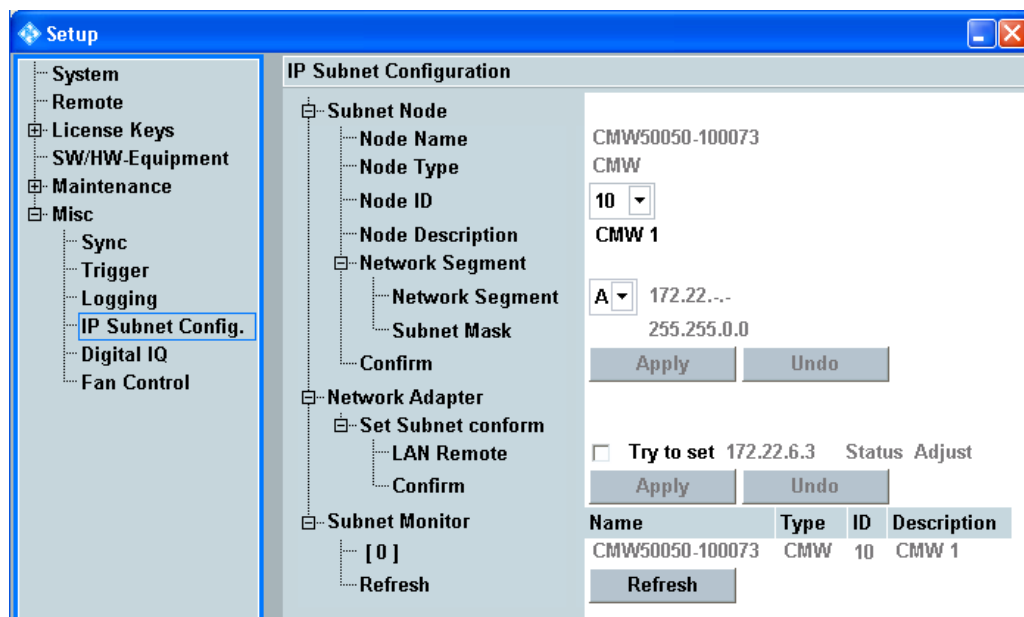 Setup
System
Remote
License Keys
SW/HW-Equipment
Maintenance
Misc
Sync
Trigger
Logging
IP Subnet Config.
Digital IQ
Fan Control
IP Subnet Configuration
Subnet Node
Node Name CMW50050-100073
Node Type CMW
Node ID 10
Node Description CMW 1
Network Segment
Network Segment A 172.22.-.-
Subnet Mask 255.255.0.0
Confirm Apply Undo
Network Adapter
Set Subnet conform
LAN Remote Try to set 172.22.6.3 Status Adjust
Confirm Apply Undo
Subnet Monitor Name Type ID Description
[ 0 ] CMW50050-100073 CMW 10 CMW 1
Refresh Refresh